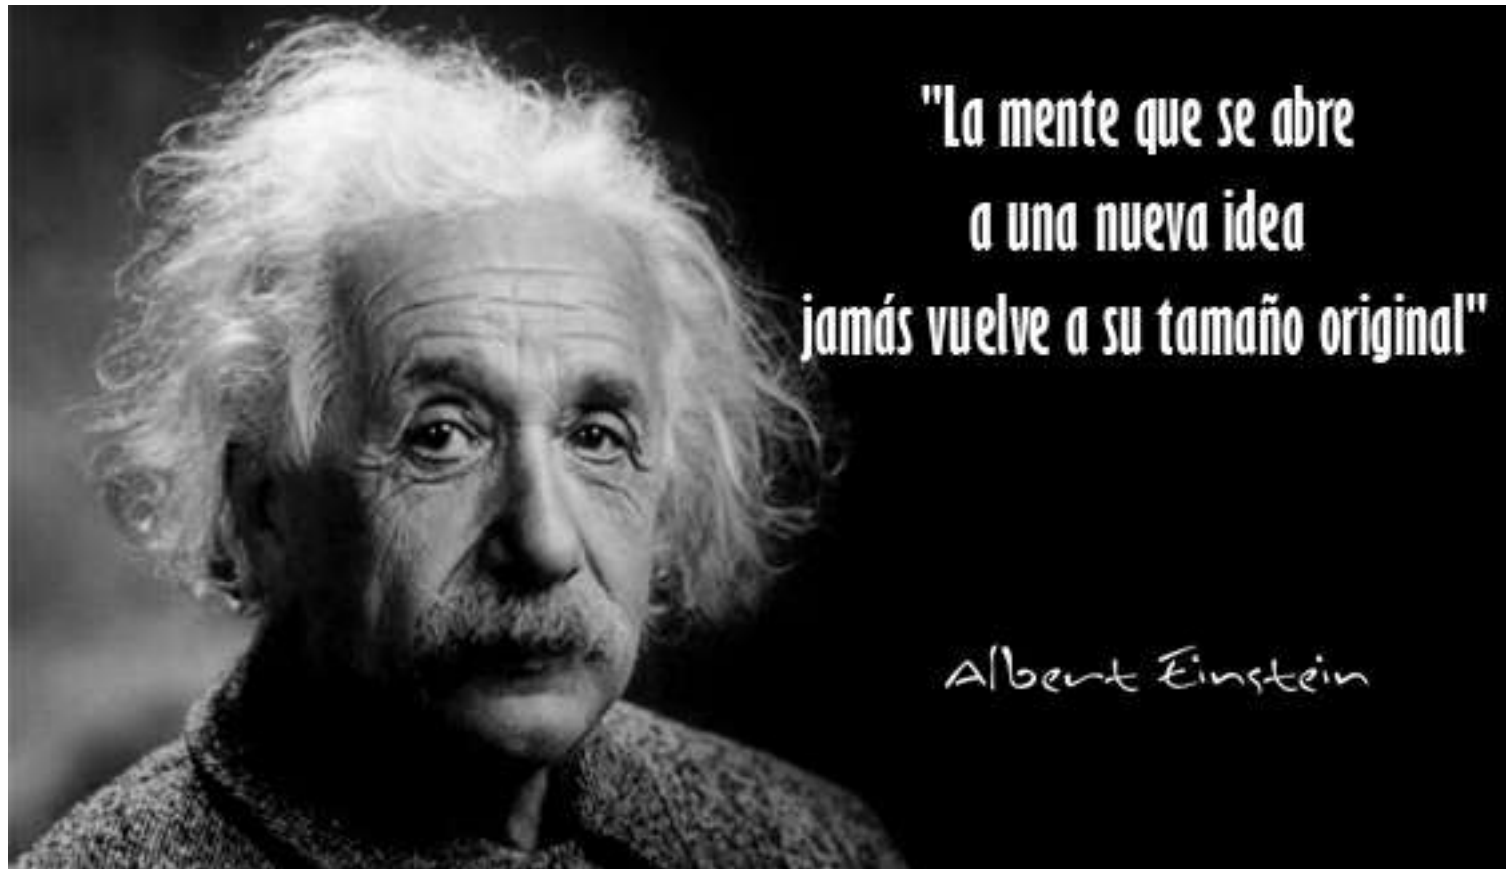 "La mente que se abre
a una nueva idea
jamás vuelve a su tamaño original"
Albert Einstein